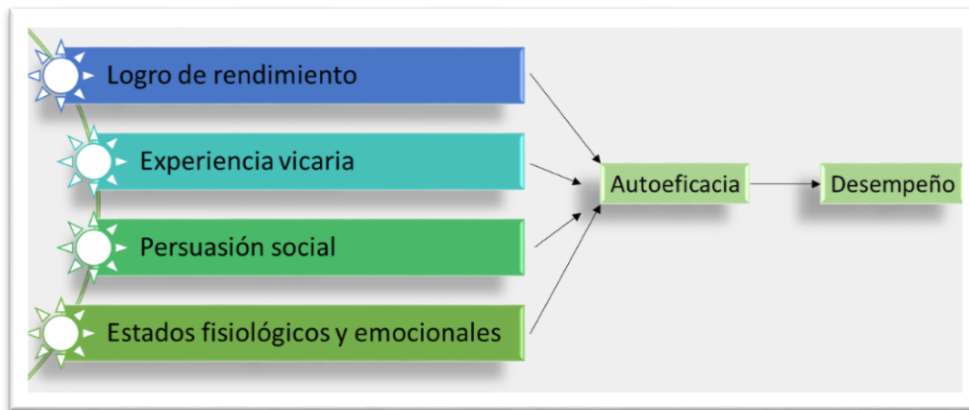 Logro de rendimiento
Experiencia vicaria
Persuasión social
Estados fisiológicos y emocionales
Autoeficacia
Desempeño